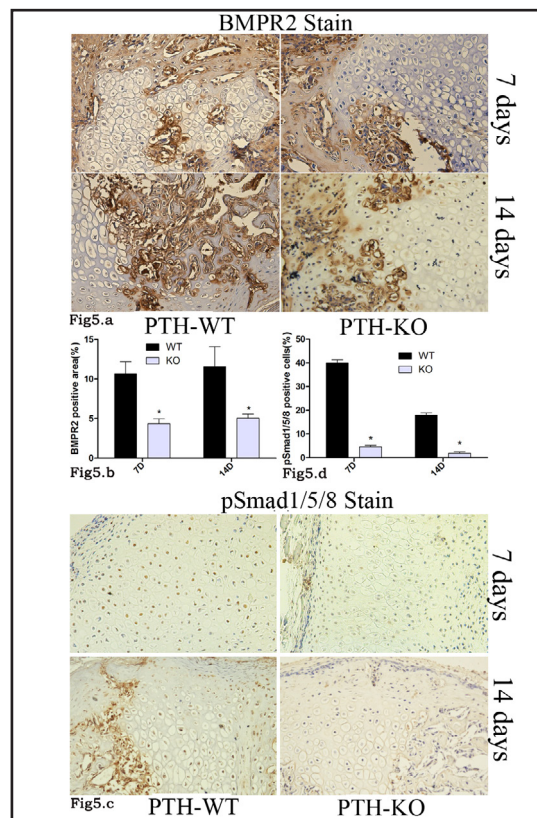 BMPR2 Stain
7 days
14 days
Fig5.a
PTH-WT
PTH-KO
BMPR2 positive area(%)
15
10
5
0
WT
KO
*
*
7D
14D
Fig5.b
pSmad1/5/8 positive cells(%)
60
50
40
30
20
10
0
WT
KO
*
*
7D
14D
Fig5.d
pSmad1/5/8 Stain
7 days
14 days
Fig5.c
PTH-WT
PTH-KO